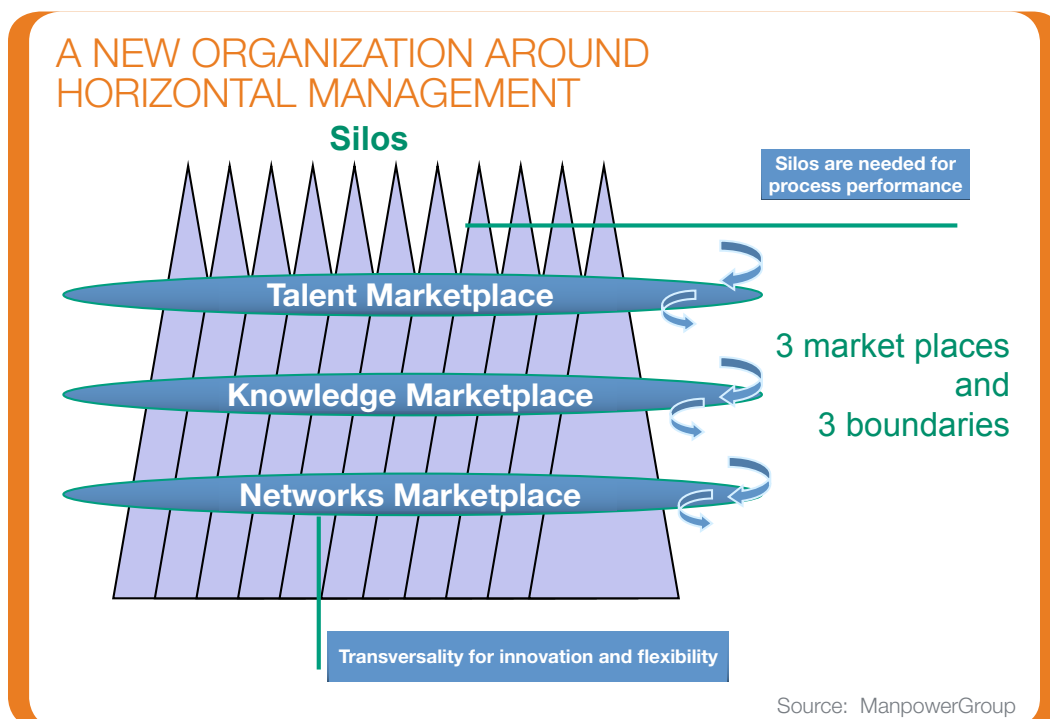 A NEW ORGANIZATION AROUND
HORIZONTAL MANAGEMENT
Silos
Silos are needed for
process performance
Talent Marketplace
3 market places
and
3 boundaries
Knowledge Marketplace
Networks Marketplace
Transversality for innovation and flexibility
Source: ManpowerGroup